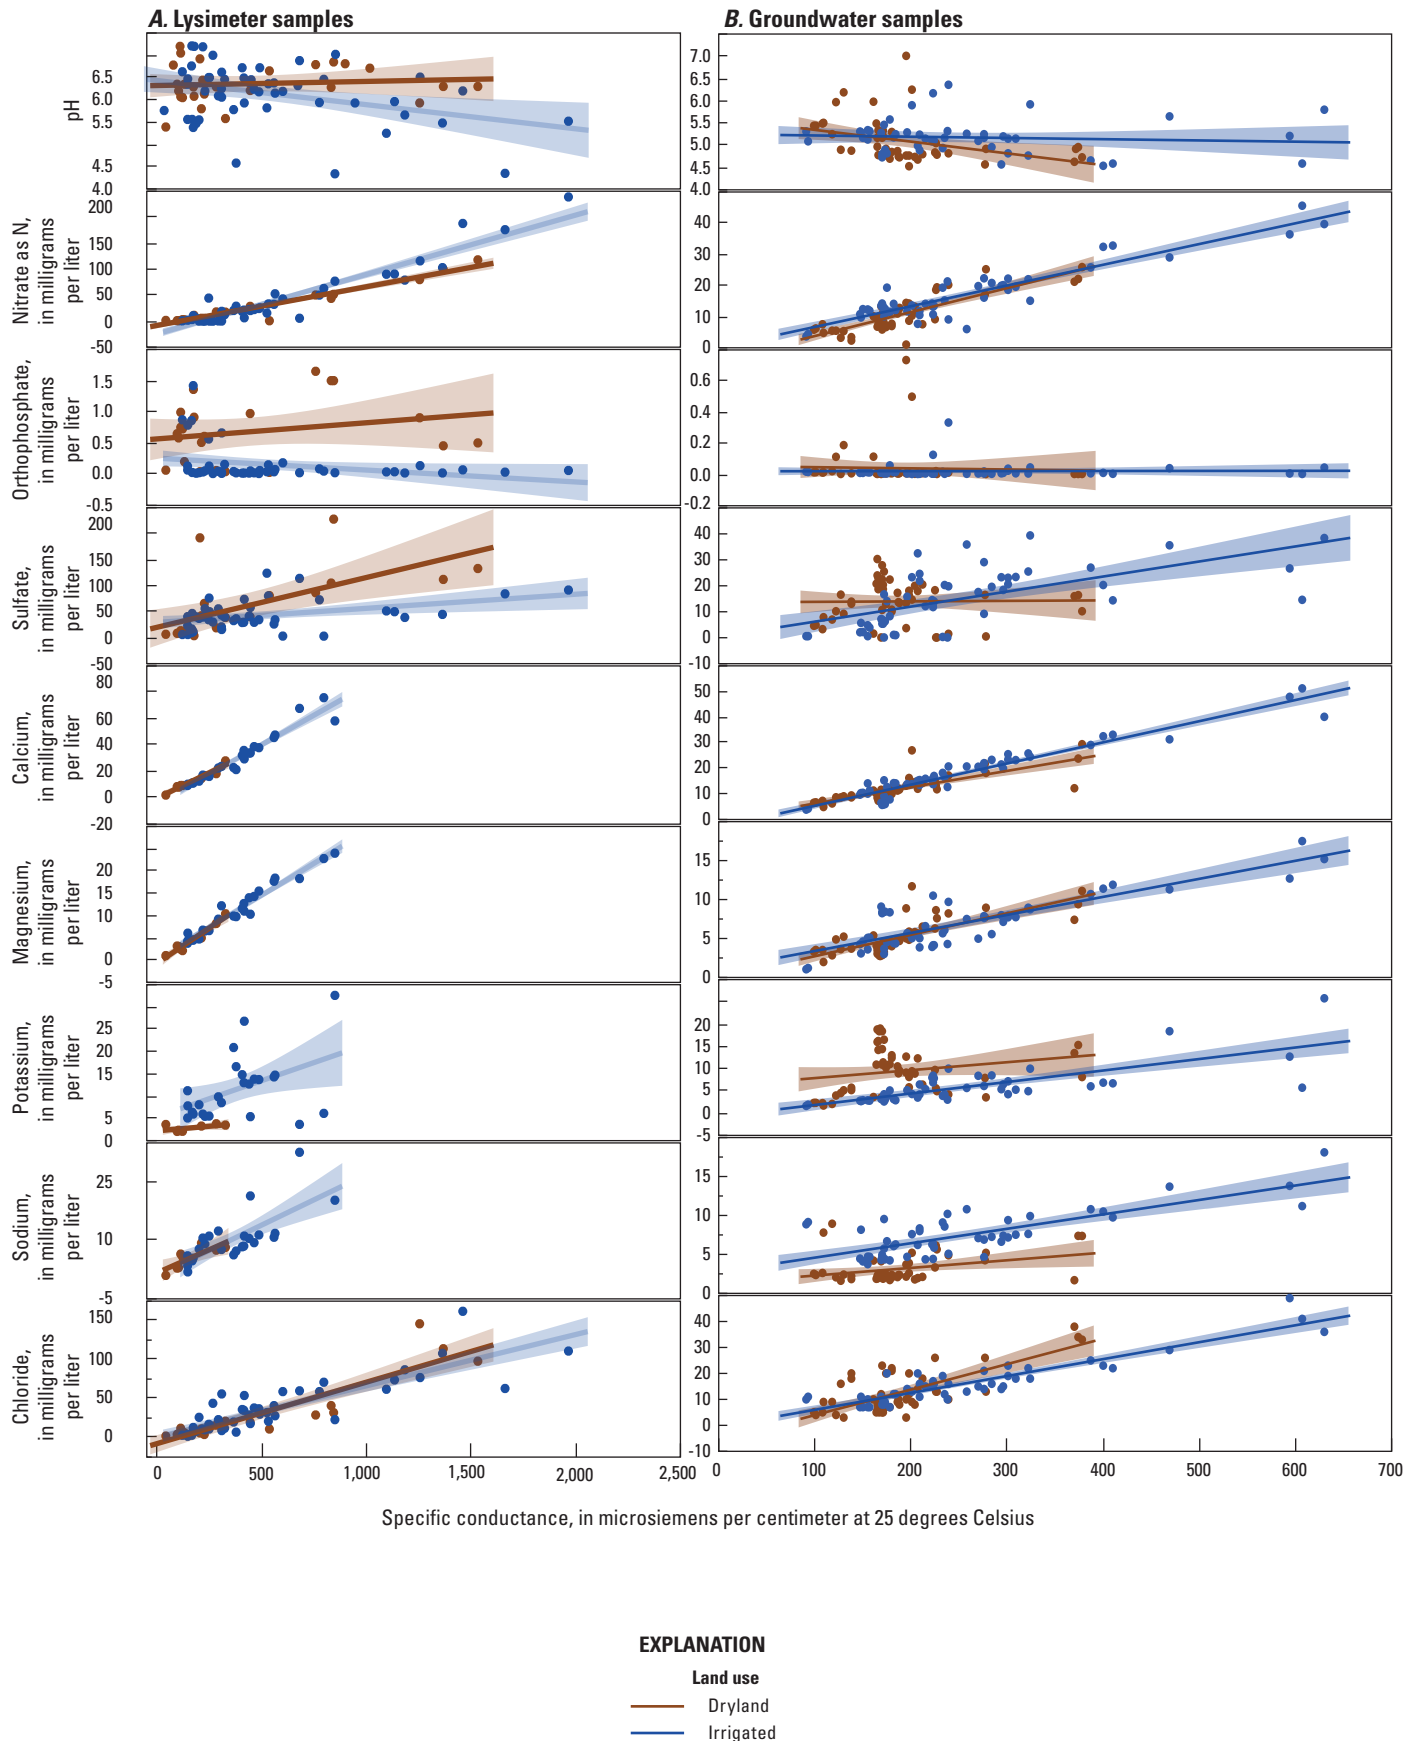 A. Lysimeter samples
B. Groundwater samples
pH
6.5
6.0
5.5
4.5
4.0
7.0
6.5
6.0
5.5
5.0
4.5
4.0
Nitrate as N,
in milligrams
per liter
200
150
100
50
0
-50
40
30
20
10
0
Orthophosphate,
in milligrams
per liter
1.5
1.0
0.5
0.0
-0.5
0.6
0.4
0.2
0.0
-0.2
Sulfate,
in milligrams
per liter
200
150
100
50
0
-50
40
30
20
10
0
-10
Calcium,
in milligrams
per liter
80
60
40
20
0
-20
50
40
30
20
10
0
Magnesium,
in milligrams
per liter
20
15
10
5
0
-5
15
10
5
0
Potassium,
in milligrams
per liter
25
20
15
5
0
20
15
10
5
0
-5
Sodium,
in milligrams
per liter
25
10
-5
15
10
5
0
Chloride,
in milligrams
per liter
150
100
50
0
40
30
20
10
0
-10
0 500 1,000 1,500 2,000 2,500
0 100 200 300 400 500 600 700
Specific conductance, in microsiemens per centimeter at 25 degrees Celsius
EXPLANATION
Land use
Dryland
Irrigated